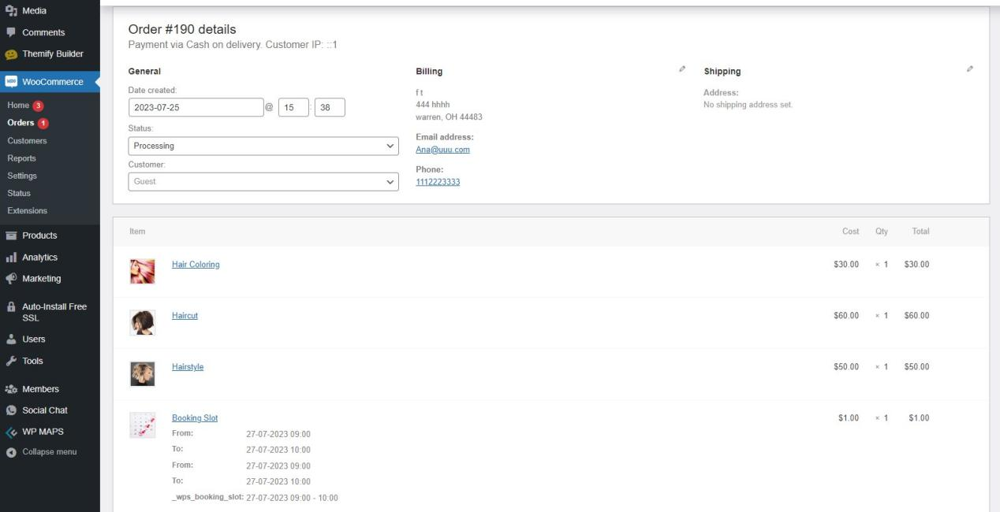 Media
Comments
Themify Builder
WooCommerce
Home 3
Orders 1
Customers
Reports
Settings
Status
Extensions
Products
Analytics
Marketing
Auto-Install Free
SSL
Users
Tools
Members
Social Chat
WP MAPS
Collapse menu
Order #190 details
Payment via Cash on delivery. Customer IP: ::1
General
Date created:
2023-07-25 @ 15 : 38
Status:
Processing
Customer:
Guest
Billing
f t
444 hhhh
warren, OH 44483
Email address:
Ana@uuu.com
Phone:
1112223333
Shipping
Address:
No shipping address set.
Item Cost Qty Total
Hair Coloring $30.00 × 1 $30.00
Haircut $60.00 × 1 $60.00
Hairstyle $50.00 × 1 $50.00
Booking Slot $1.00 × 1 $1.00
From: 27-07-2023 09:00
To: 27-07-2023 10:00
From: 27-07-2023 09:00
To: 27-07-2023 10:00
_wps_booking_slot: 27-07-2023 09:00 - 10:00